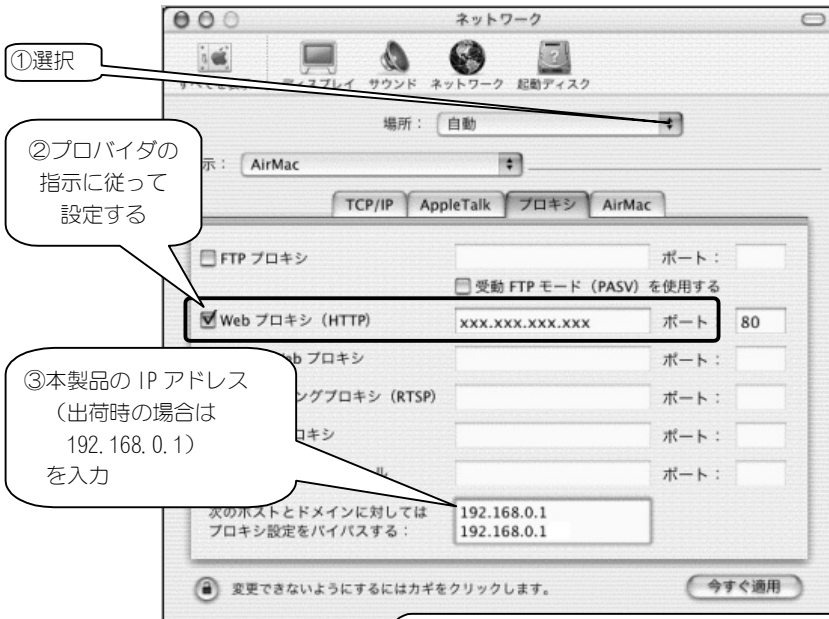 ネットワーク
①選択
ディスプレイ サウンド ネットワーク 起動ディスク
場所： 自動
②プロバイダの
指示に従って
設定する
示： AirMac
TCP/IP AppleTalk プロキシ AirMac
FTP プロキシ ポート：
受動 FTP モード（PASV）を使用する
Web プロキシ（HTTP） xxx.xxx.xxx.xxx ポート 80
eb プロキシ ポート：
③本製品の IP アドレス
（出荷時の場合は
192.168.0.1）
を入力
ングプロキシ（RTSP） ポート：
ロキシ ポート：
ル ポート：
次のホストとドメインに対しては
プロキシ設定をバイパスする：
192.168.0.1
192.168.0.1
変更できないようにするにはカギをクリックします。 今すぐ適用